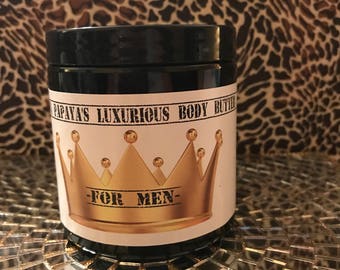 PAPAYA'S LUXURIOUS BODY BUTTER
-FOR MEN-